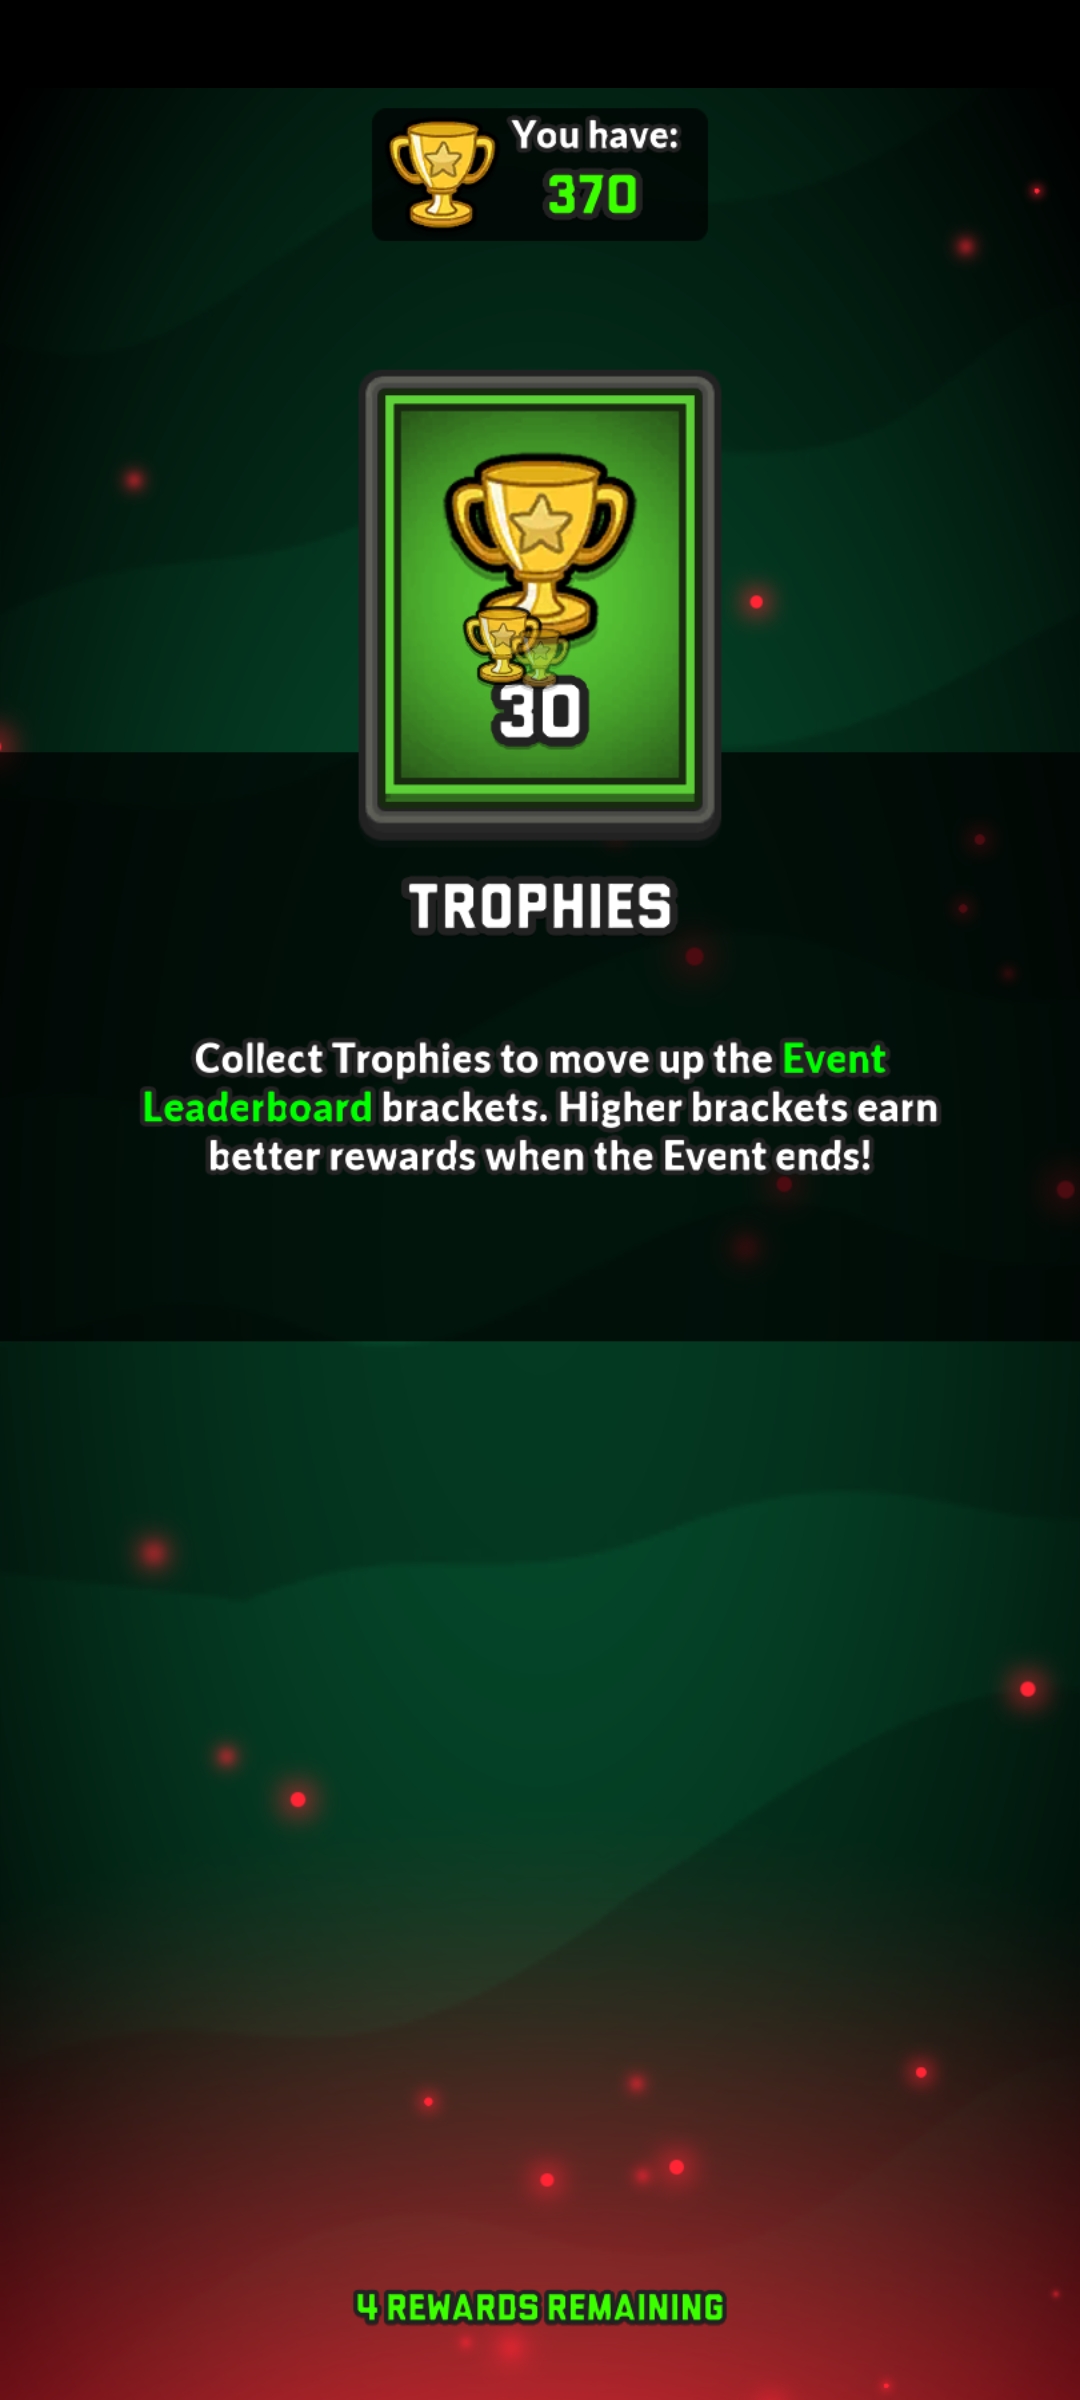 You have:
370
30
TROPHIES
Collect Trophies to move up the Event
Leaderboard brackets. Higher brackets earn
better rewards when the Event ends!
4 REWARDS REMAINING